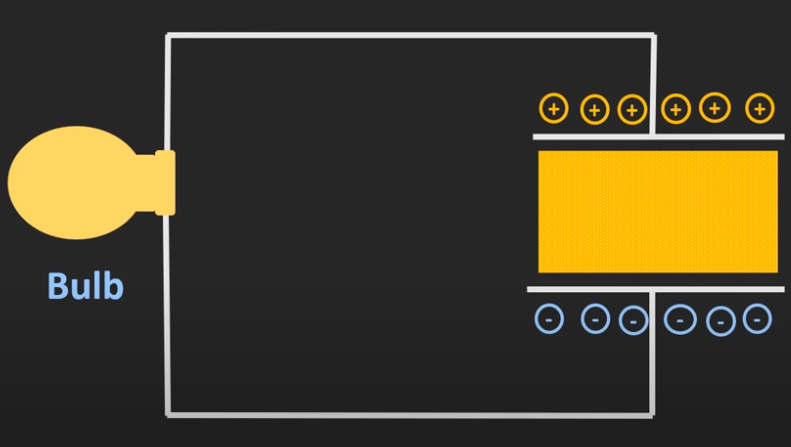 + + + + + +
Bulb
- - - - - -